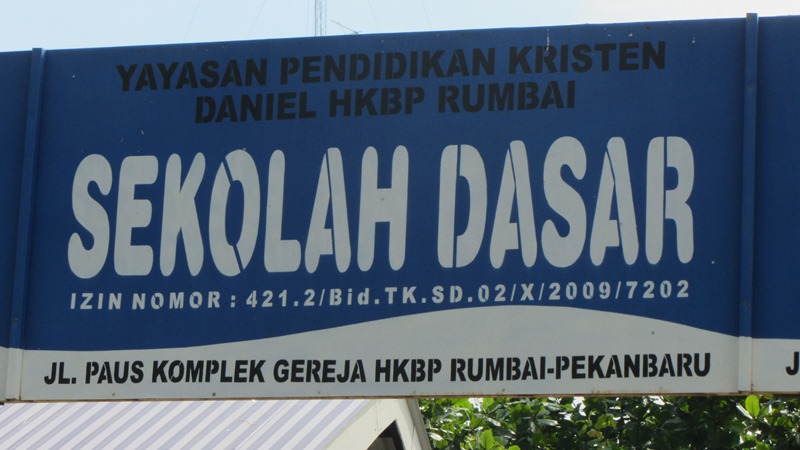 YAYASAN PENDIDIKAN KRISTEN
DANIEL HKBP RUMBAI
SEKOLAH DASAR
IZIN NOMOR : 421.2/Bid.TK.SD.02/X/2009/7202
JL. PAUS KOMPLEK GEREJA HKBP RUMBAI-PEKANBARU